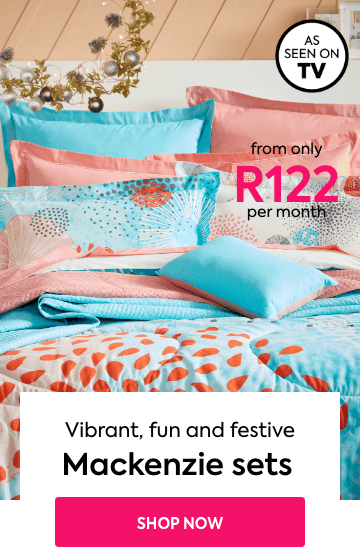 AS
SEEN ON
TV
from only
R122
per month
Vibrant, fun and festive
Mackenzie sets
SHOP NOW